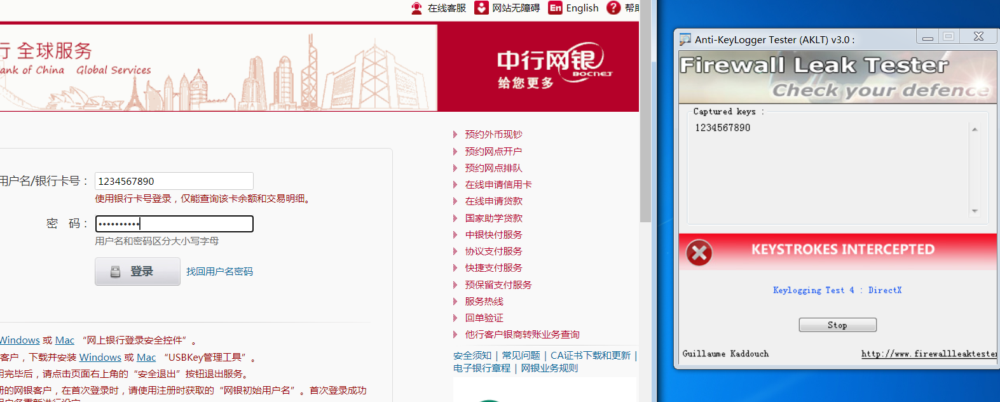 在线客服 网站无障碍 En English ? 帮助
行 全球服务
ank of China Global Services
中行网银
BOCNET
给您更多
用户名/银行卡号： 1234567890
使用银行卡号登录，仅能查询该卡余额和交易明细。
密 码： ••••••••••
用户名和密码区分大小写字母
登录 找回用户名密码
Windows 或 Mac “网上银行登录安全控件”。
客户，下载并安装 Windows 或 Mac “USBKey管理工具”。
用完毕后，请点击页面右上角的“安全退出”按钮退出服务。
册的网银客户，在首次登录时，请使用注册时获取的“网银初始用户名”。首次登录成功
预约外币现钞
预约网点开户
预约网点排队
在线申请信用卡
在线申请贷款
国家助学贷款
中银快付服务
协议支付服务
快捷支付服务
预保留支付服务
服务热线
回单验证
他行客户银商转账业务查询
安全须知 | 常见问题 | CA证书下载和更新 |
电子银行章程 | 网银业务规则
Anti-KeyLogger Tester (AKLT) v3.0 :
Firewall Leak Tester
Check your defence
Captured keys :
1234567890
KEYSTROKES INTERCEPTED
Keylogging Test 4 : DirectX
Stop
Guillaume Kaddouch http://www.firewallleaktester